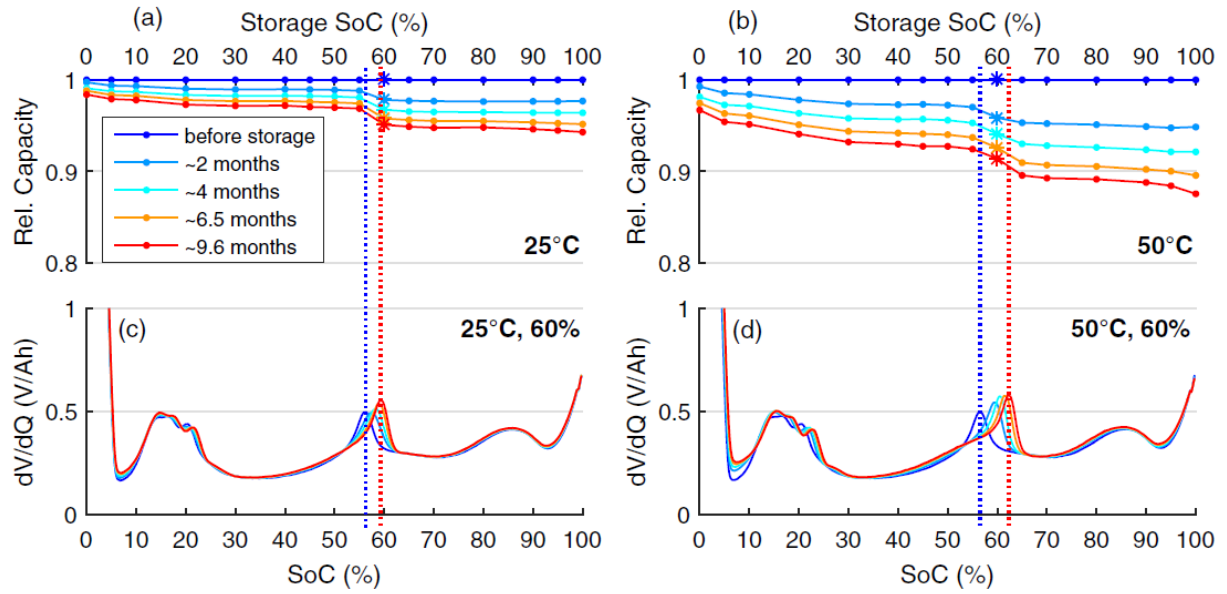 (a)
Storage SoC (%)
0 10 20 30 40 50 60 70 80 90 100
1
0.9
0.8
Rel. Capacity
before storage
~2 months
~4 months
~6.5 months
~9.6 months
25°C
(b)
Storage SoC (%)
0 10 20 30 40 50 60 70 80 90 100
1
0.9
0.8
Rel. Capacity
50°C
(c)
25°C, 60%
1
0.5
0
dV/dQ (V/Ah)
0 10 20 30 40 50 60 70 80 90 100
SoC (%)
(d)
50°C, 60%
1
0.5
0
dV/dQ (V/Ah)
0 10 20 30 40 50 60 70 80 90 100
SoC (%)